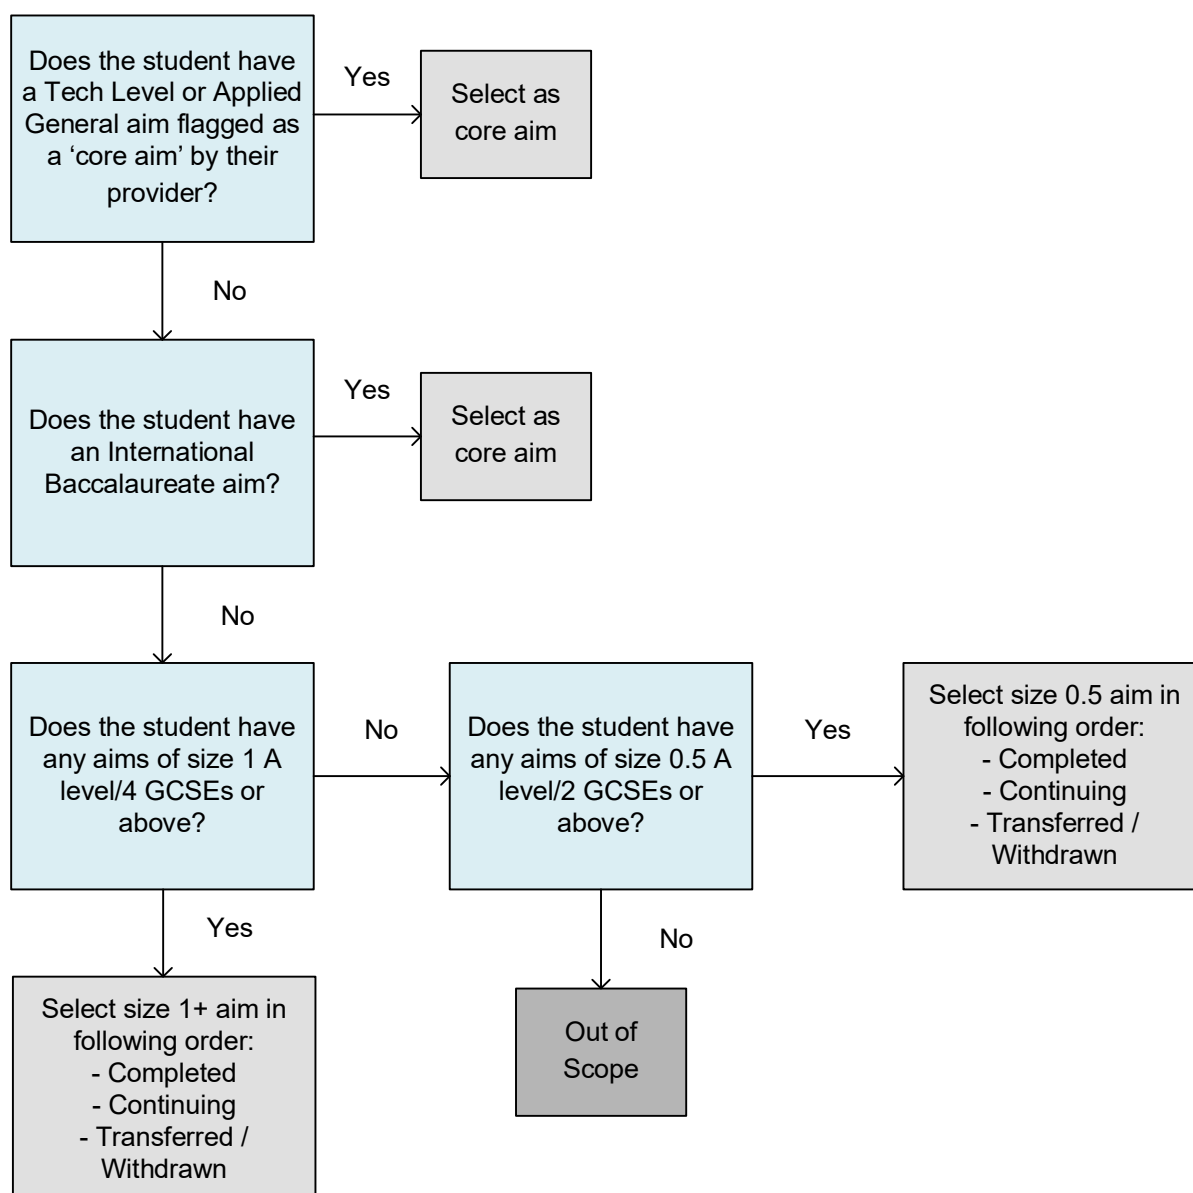 Does the student have
a Tech Level or Applied
General aim flagged as
a ‘core aim’ by their
provider?
Yes
Select as
core aim
No
Does the student have
an International
Baccalaureate aim?
Yes
Select as
core aim
No
Does the student have
any aims of size 1 A
level/4 GCSEs or
above?
No
Does the student have
any aims of size 0.5 A
level/2 GCSEs or
above?
Yes
Select size 0.5 aim in
following order:
- Completed
- Continuing
- Transferred /
Withdrawn
Yes
Select size 1+ aim in
following order:
- Completed
- Continuing
- Transferred /
Withdrawn
No
Out of
Scope